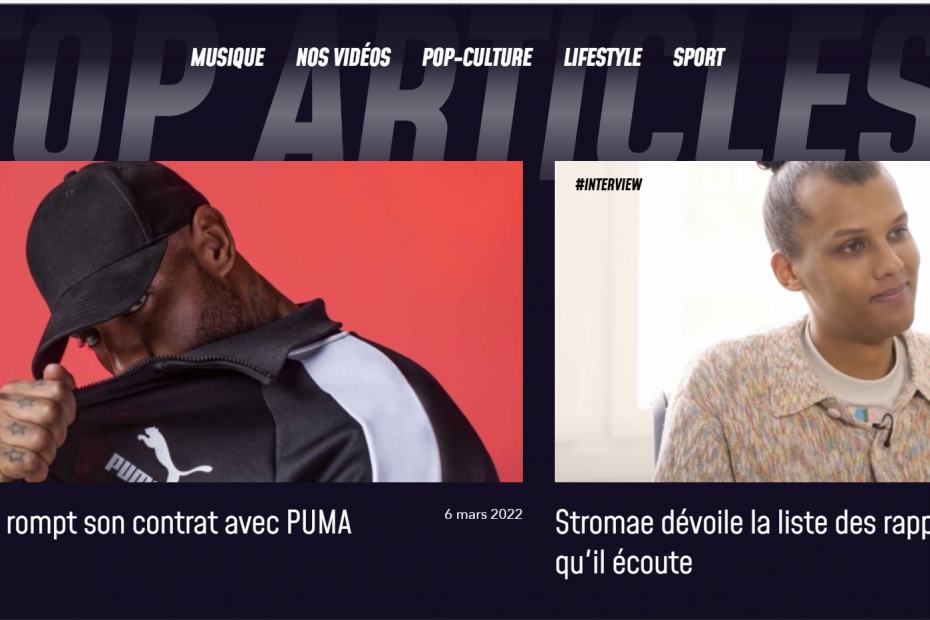 TOP ARTICLES
MUSIQUE NOS VIDÉOS POP-CULTURE LIFESTYLE SPORT
#INTERVIEW
PUMA
rompt son contrat avec PUMA
6 mars 2022
Stromae dévoile la liste des rapp
qu'il écoute